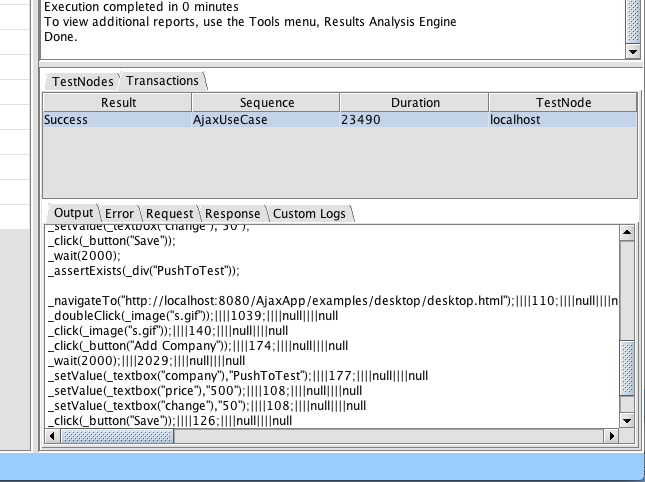 Execution completed in 0 minutes
To view additional reports, use the Tools menu, Results Analysis Engine
Done.
TestNodes Transactions
Result Sequence Duration TestNode
Success AjaxUseCase 23490 localhost
Output Error Request Response Custom Logs
_setValue(_textbox("change"),"50");
_click(_button("Save"));
_wait(2000);
_assertExists(_div("PushToTest"));
_navigateTo("http://localhost:8080/AjaxApp/examples/desktop/desktop.html");||||110;||||null||||n
_doubleClick(_image("s.gif"));||||1039;||||null||||null
_click(_image("s.gif"));||||140;||||null||||null
_click(_button("Add Company"));||||174;||||null||||null
_wait(2000);||||2029;||||null||||null
_setValue(_textbox("company"),"PushToTest");||||177;||||null||||null
_setValue(_textbox("price"),"500");||||108;||||null||||null
_setValue(_textbox("change"),"50");||||108;||||null||||null
_click(_button("Save"));||||126;||||null||||null